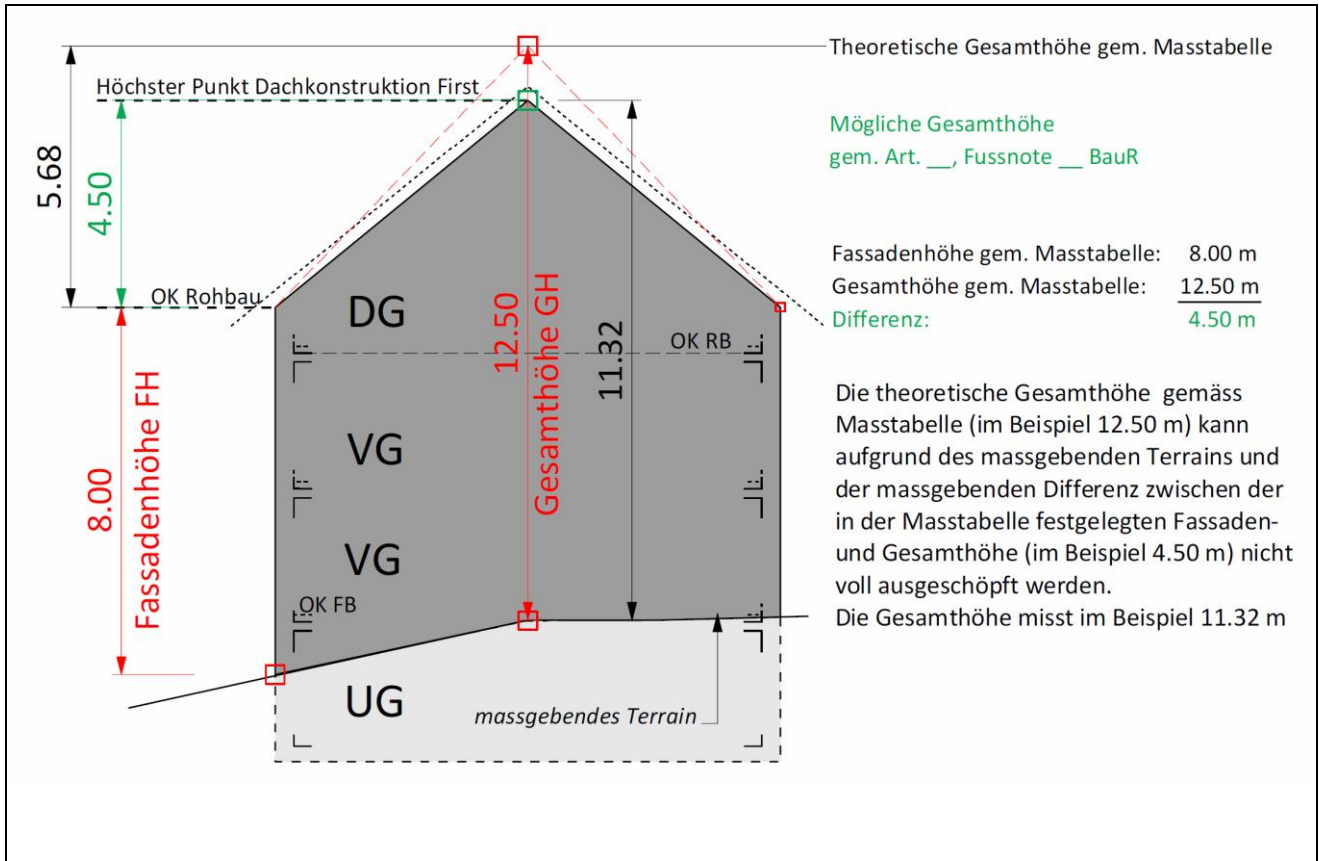 Theoretische Gesamthöhe gem. Masstabelle
Höchster Punkt Dachkonstruktion First
Mögliche Gesamthöhe
gem. Art. __, Fussnote __ BauR
5.68
4.50
Fassadenhöhe gem. Masstabelle: 8.00 m
Gesamthöhe gem. Masstabelle: 12.50 m
Differenz: 4.50 m
OK Rohbau
DG
OK RB
12.50
Gesamthöhe GH
11.32
8.00
Fassadenhöhe FH
VG
VG
OK FB
UG
massgebendes Terrain
Die theoretische Gesamthöhe gemäss
Masstabelle (im Beispiel 12.50 m) kann
aufgrund des massgebenden Terrains und
der massgebenden Differenz zwischen der
in der Masstabelle festgelegten Fassaden-
und Gesamthöhe (im Beispiel 4.50 m) nicht
voll ausgeschöpft werden.
Die Gesamthöhe misst im Beispiel 11.32 m